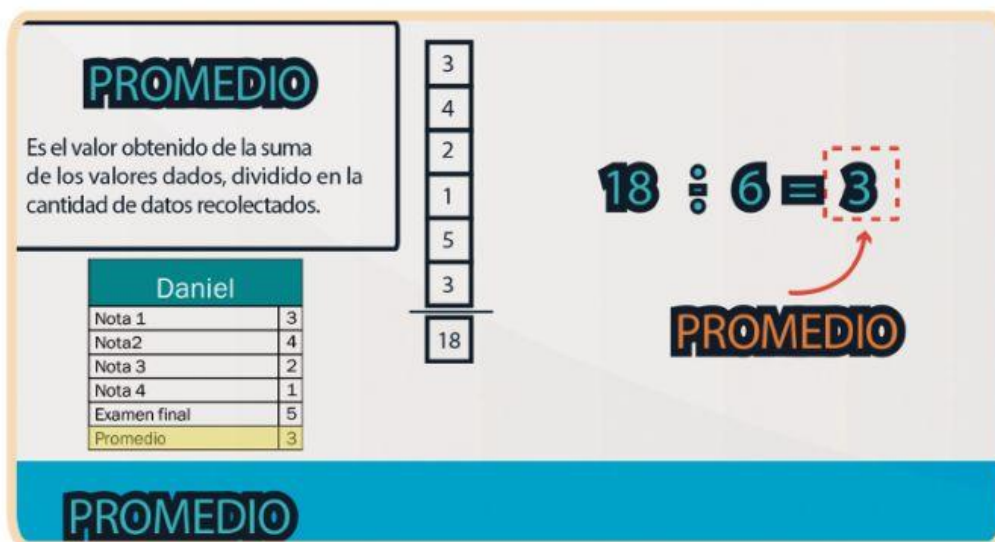 PROMEDIO
Es el valor obtenido de la suma
de los valores dados, dividido en la
cantidad de datos recolectados.
Daniel
Nota 1 3
Nota2 4
Nota 3 2
Nota 4 1
Examen final 5
Promedio 3
3
4
2
1
5
3
18
18 ÷ 6 = 3
PROMEDIO
PROMEDIO